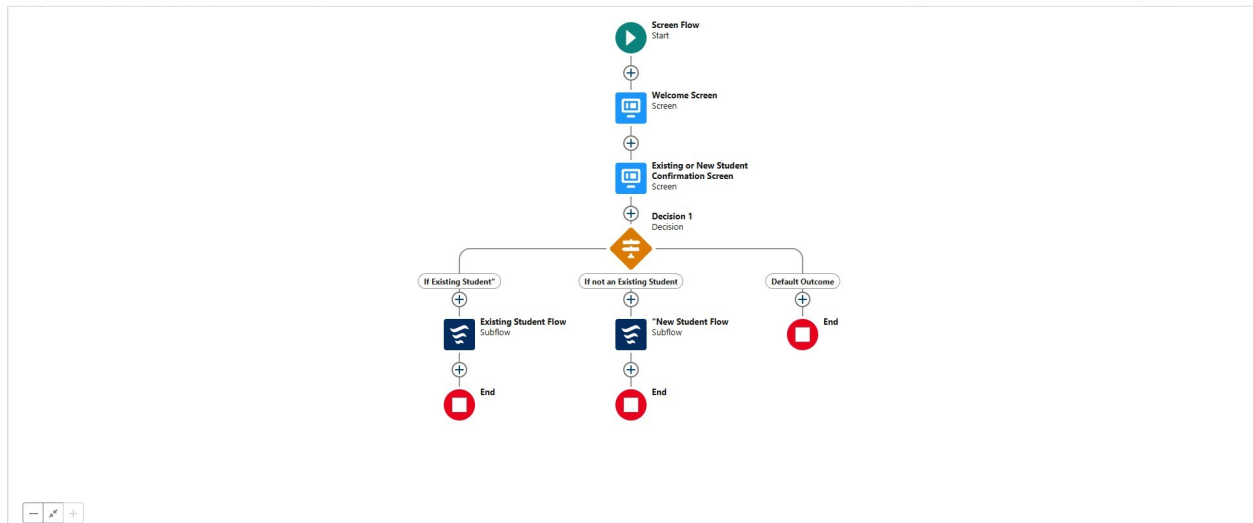 Screen Flow
Start
Welcome Screen
Screen
Existing or New Student
Confirmation Screen
Screen
Decision 1
Decision
If Existing Student"
If not an Existing Student
Default Outcome
Existing Student Flow
Subflow
"New Student Flow
Subflow
End
End
End